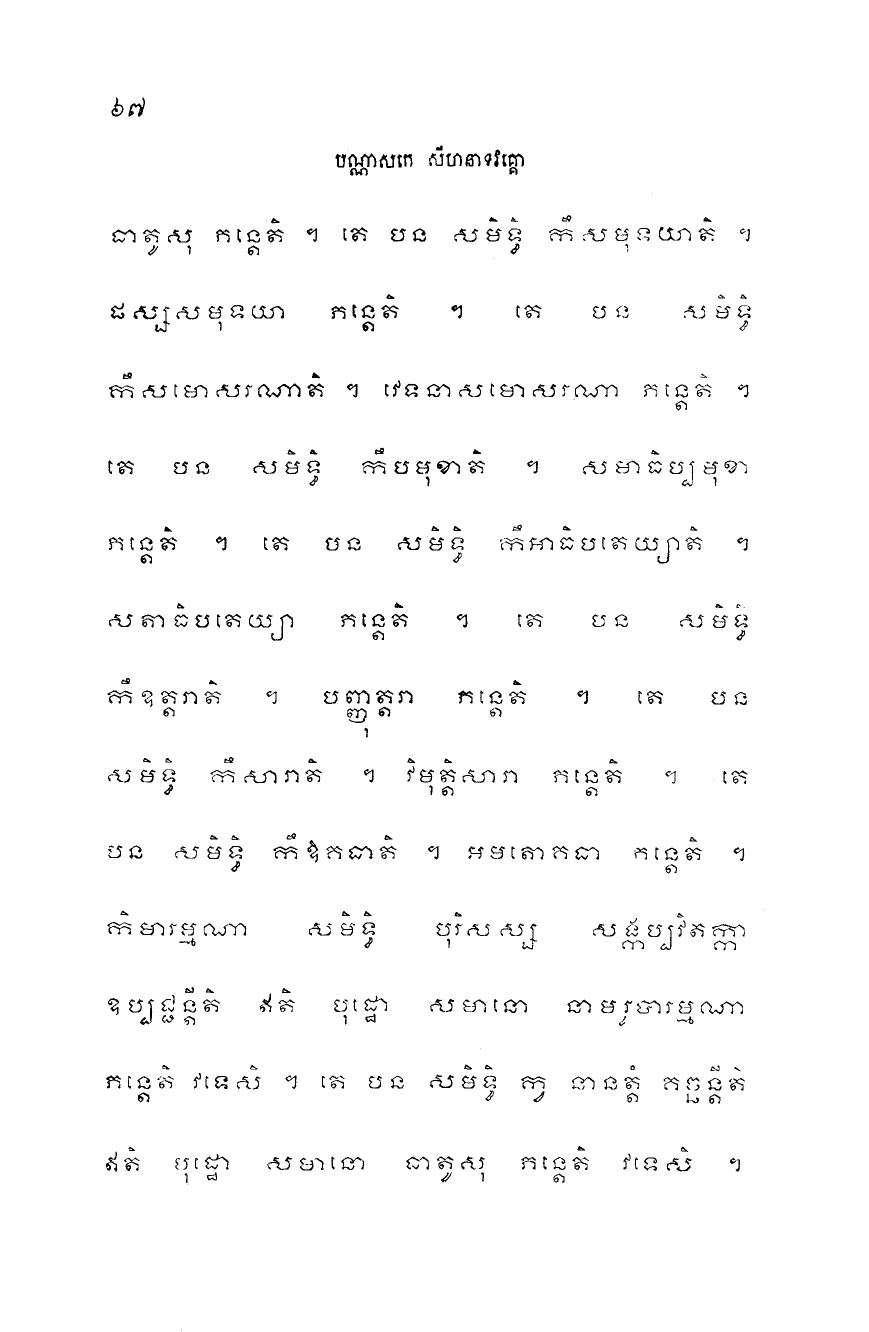 ៦៧
បណ្ណាសកេ សីហនាទវគ្គោ
ធាតូសុ ភន្តេតិ ។ តេ បន សមិទ្ធិ កឹសមុទយាតិ ។
ផស្សសមុទយា ភន្តេតិ ។ តេ បន សមិទ្ធិ
កឹសមោសរណាតិ ។ វេទនាសមោសរណា ភន្តេតិ ។
តេ បន សមិទ្ធិ កឹបមុខាតិ ។ សមាធិប្បមុខា
ភន្តេតិ ។ តេ បន សមិទ្ធិ កឹអាធិបតេយ្យាតិ ។
សតាធិបតេយ្យា ភន្តេតិ ។ តេ បន សមិទ្ធិ
កឹឧត្តរាតិ ។ បញ្ញុត្តរា ភន្តេតិ ។ តេ បន
សមិទ្ធិ កឹសារាតិ ។ វិមុត្តិសារា ភន្តេតិ ។ តេ
បន សមិទ្ធិ កឹឱគធាតិ ។ អមតោគធា ភន្តេតិ ។
កិមារម្មណា សមិទ្ធិ បុរិសស្ស សង្កប្បវិតក្កា
ឧប្បជ្ជន្តីតិ ឥតិ បុដ្ឋោ សមានោ នាមរូបារម្មណា
ភន្តេតិ វទេសិ ។ តេ បន សមិទ្ធិ ក្វ នានត្តំ គច្ឆន្តីតិ
ឥតិ បុដ្ឋោ សមានោ ធាតូសុ ភន្តេតិ វទេសិ ។